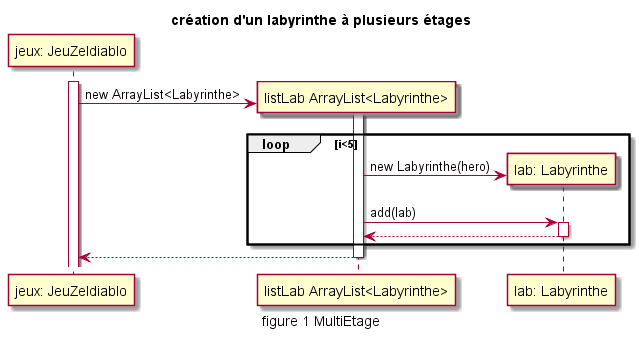 création d'un labyrinthe à plusieurs étages
jeux: JeuZeldiablo
new ArrayList<Labyrinthe>
listLab ArrayList<Labyrinthe>
loop [i<5]
new Labyrinthe(hero)
lab: Labyrinthe
add(lab)
jeux: JeuZeldiablo listLab ArrayList<Labyrinthe> lab: Labyrinthe
figure 1 MultiEtage